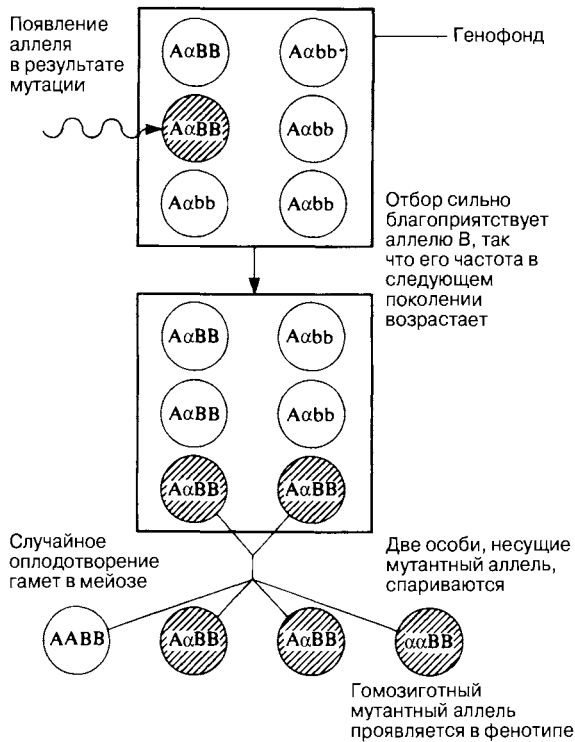 Появление
аллеля
в результате
мутации
Генофонд
AαBB Aαbb
AαBB Aαbb
Aαbb Aαbb
Отбор сильно
благоприятствует
аллелю В, так
что его частота в
следующем
поколении
возрастает
AαBB Aαbb
AαBB Aαbb
AαBB AαBB
Случайное
оплодотворение
гамет в мейозе
Две особи, несущие
мутантный аллель,
спариваются
AABB AαBB AαBB ααBB
Гомозиготный
мутантный аллель
проявляется в фенотипе